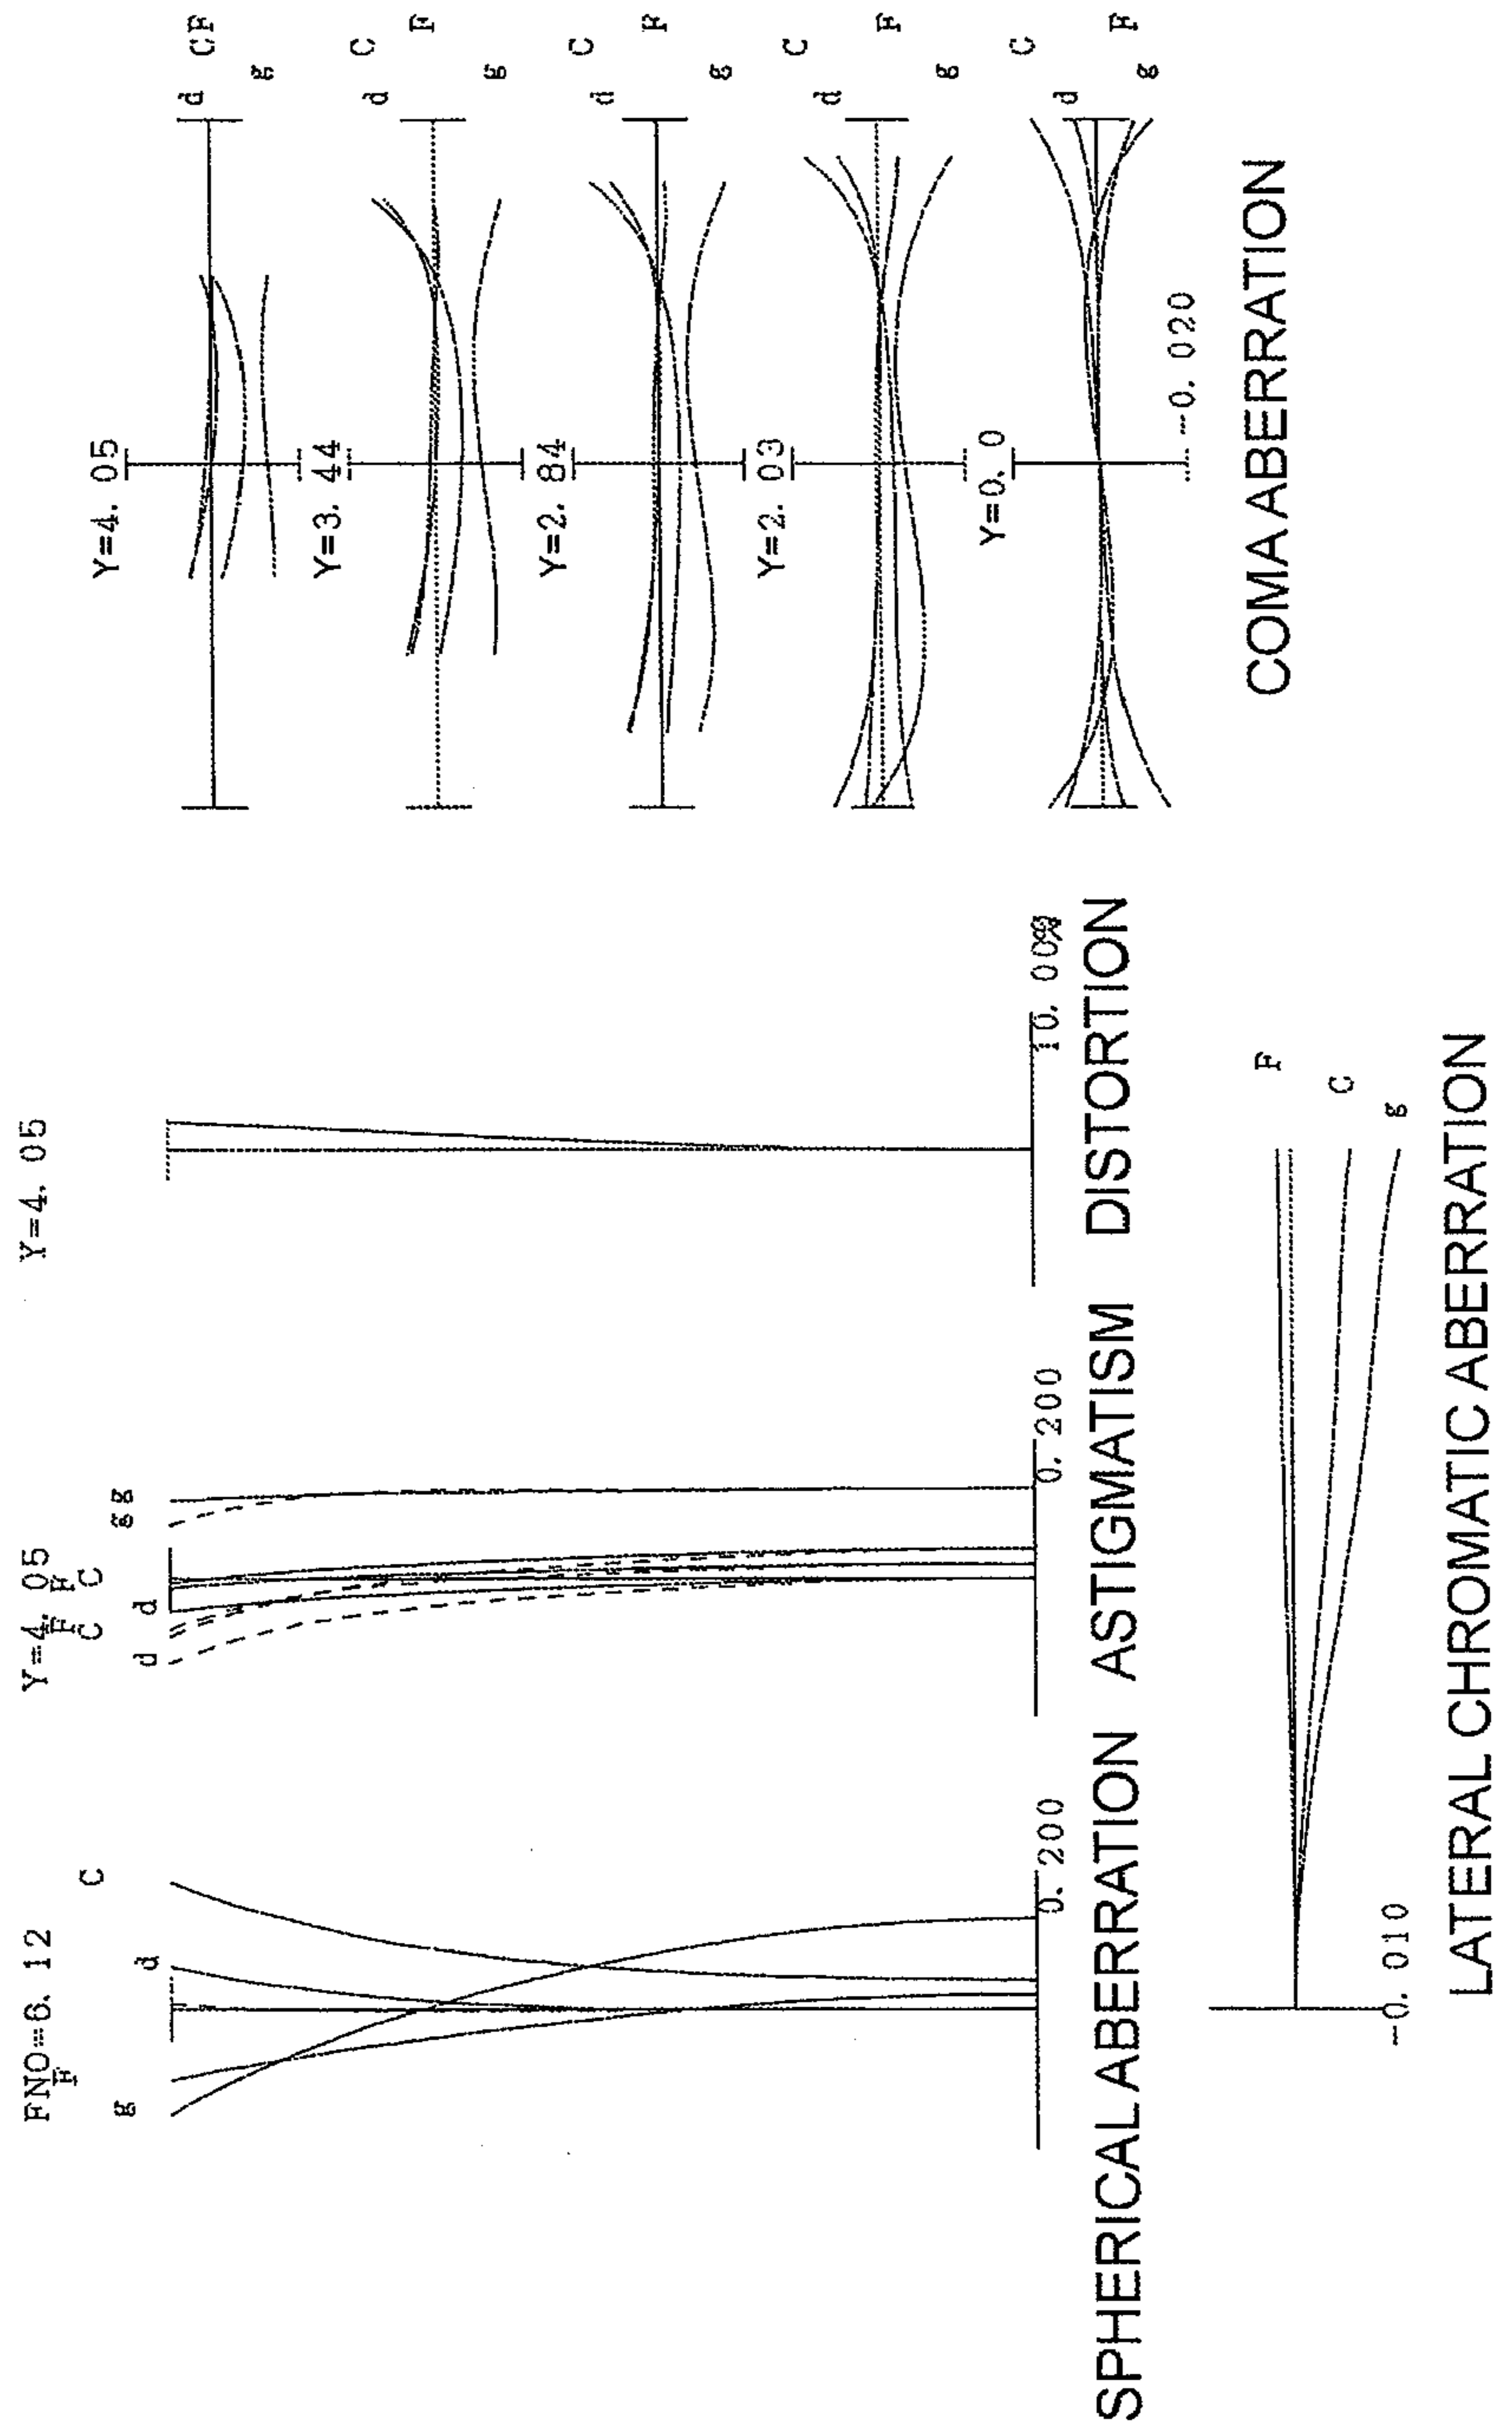 FNO=6. 12
F
C
g
d
Y=4. 05
F
F
C
C
g
g
d
d
Y=4. 05
0. 200
0. 200
10. 00%
SPHERICAL ABERRATION
ASTIGMATISM
DISTORTION
F
C
g
-0. 010
LATERAL CHROMATIC ABERRATION
Y=4. 05
d
CF
g
Y=3. 44
d
C
F
g
Y=2. 84
d
C
F
g
Y=2. 03
d
C
F
g
Y=0. 0
d
C
F
g
-0. 020
COMA ABERRATION